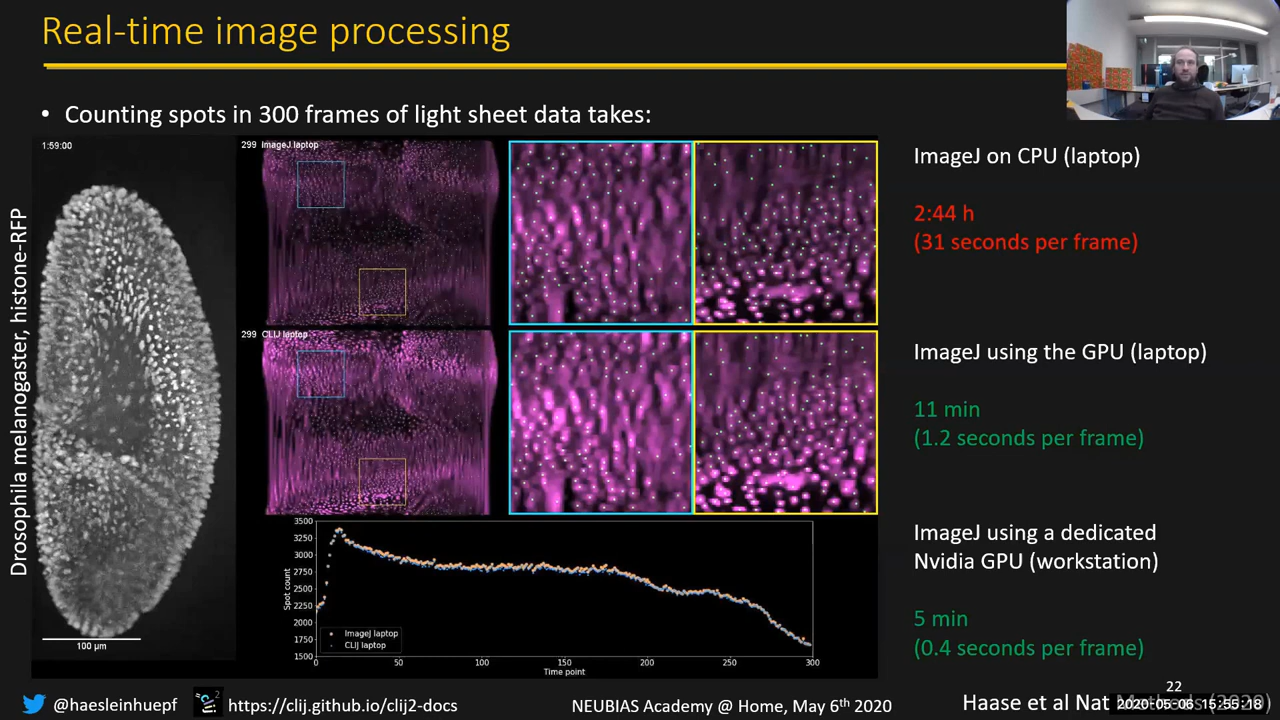 Real-time image processing
• Counting spots in 300 frames of light sheet data takes:
Drosophila melanogaster, histone-RFP
1:59:00
100 µm
299 ImageJ laptop
299 CLIJ laptop
3500
3250
3000
2750
2500
2250
2000
1750
1500
Spot count
ImageJ laptop
CLIJ laptop
0
50
100
150
200
250
300
Time point
ImageJ on CPU (laptop)
2:44 h
(31 seconds per frame)
ImageJ using the GPU (laptop)
11 min
(1.2 seconds per frame)
ImageJ using a dedicated
Nvidia GPU (workstation)
5 min
(0.4 seconds per frame)
22
@haesleinhuepf
2
https://clij.github.io/clij2-docs
NEUBIAS Academy @ Home, May 6th 2020
Haase et al Nat Methods (2020)
2020-05-06 15:55:18